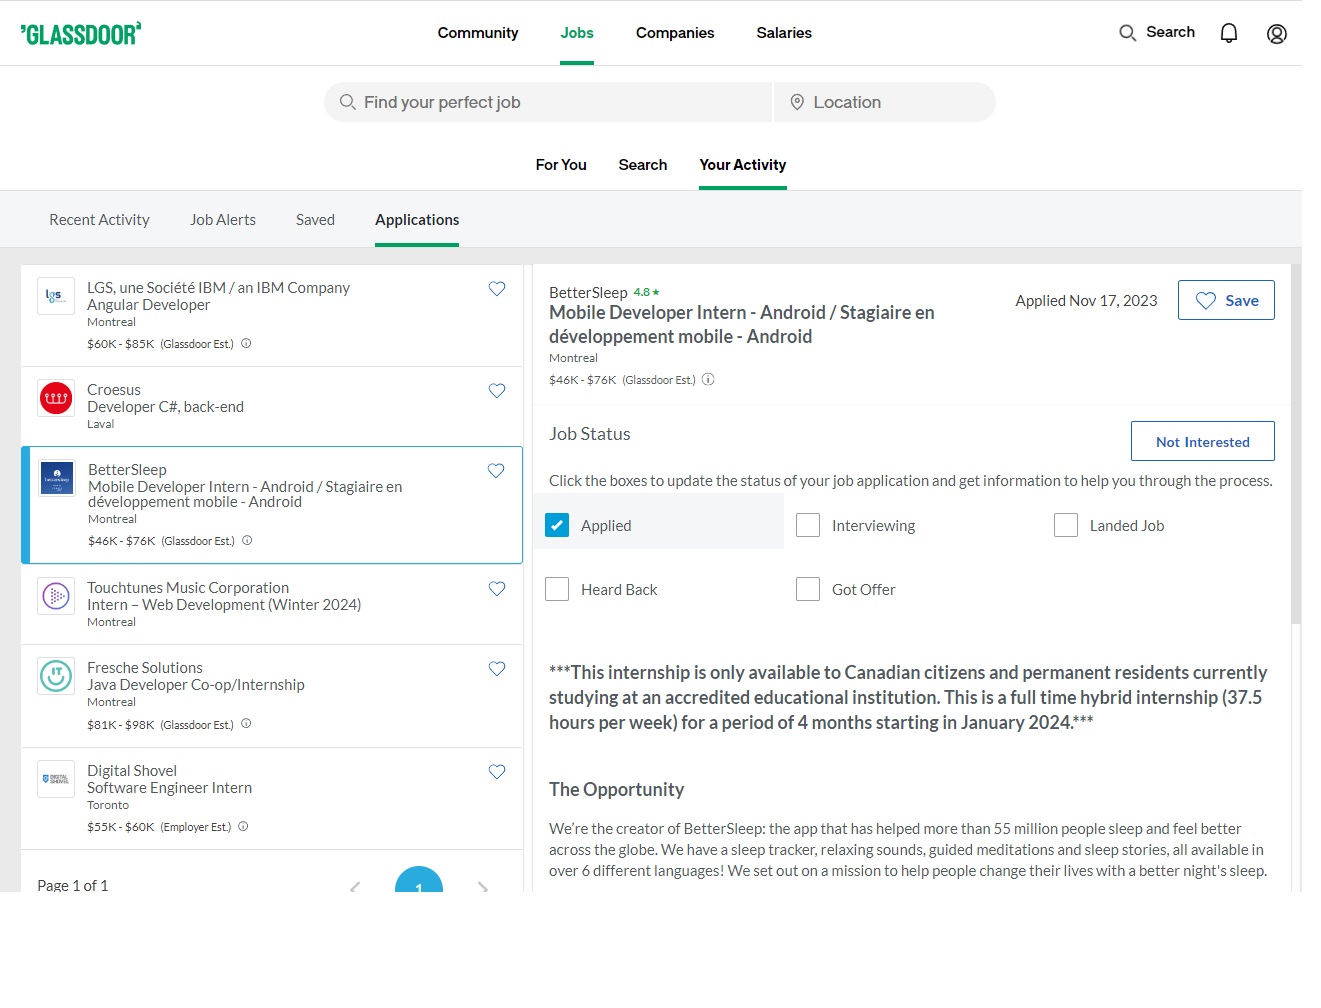 GLASSDOOR
Community
Jobs
Companies
Salaries
Search
Find your perfect job
Location
For You
Search
Your Activity
Recent Activity
Job Alerts
Saved
Applications
lgs
LGS, une Société IBM / an IBM Company
Angular Developer
Montreal
$60K - $85K (Glassdoor Est.)
Croesus
Developer C#, back-end
Laval
BetterSleep
Mobile Developer Intern - Android / Stagiaire en
développement mobile - Android
Montreal
$46K - $76K (Glassdoor Est.)
Touchtunes Music Corporation
Intern – Web Development (Winter 2024)
Montreal
Fresche Solutions
Java Developer Co-op/Internship
Montreal
$81K - $98K (Glassdoor Est.)
DIGITAL
SHOVEL
Digital Shovel
Software Engineer Intern
Toronto
$55K - $60K (Employer Est.)
Page 1 of 1
1
BetterSleep 4.8 ★
Mobile Developer Intern - Android / Stagiaire en
développement mobile - Android
Montreal
$46K - $76K (Glassdoor Est.)
Applied Nov 17, 2023
Save
Job Status
Not Interested
Click the boxes to update the status of your job application and get information to help you through the process.
Applied
Interviewing
Landed Job
Heard Back
Got Offer
***This internship is only available to Canadian citizens and permanent residents currently
studying at an accredited educational institution. This is a full time hybrid internship (37.5
hours per week) for a period of 4 months starting in January 2024.***
The Opportunity
We’re the creator of BetterSleep: the app that has helped more than 55 million people sleep and feel better
across the globe. We have a sleep tracker, relaxing sounds, guided meditations and sleep stories, all available in
over 6 different languages! We set out on a mission to help people change their lives with a better night's sleep.